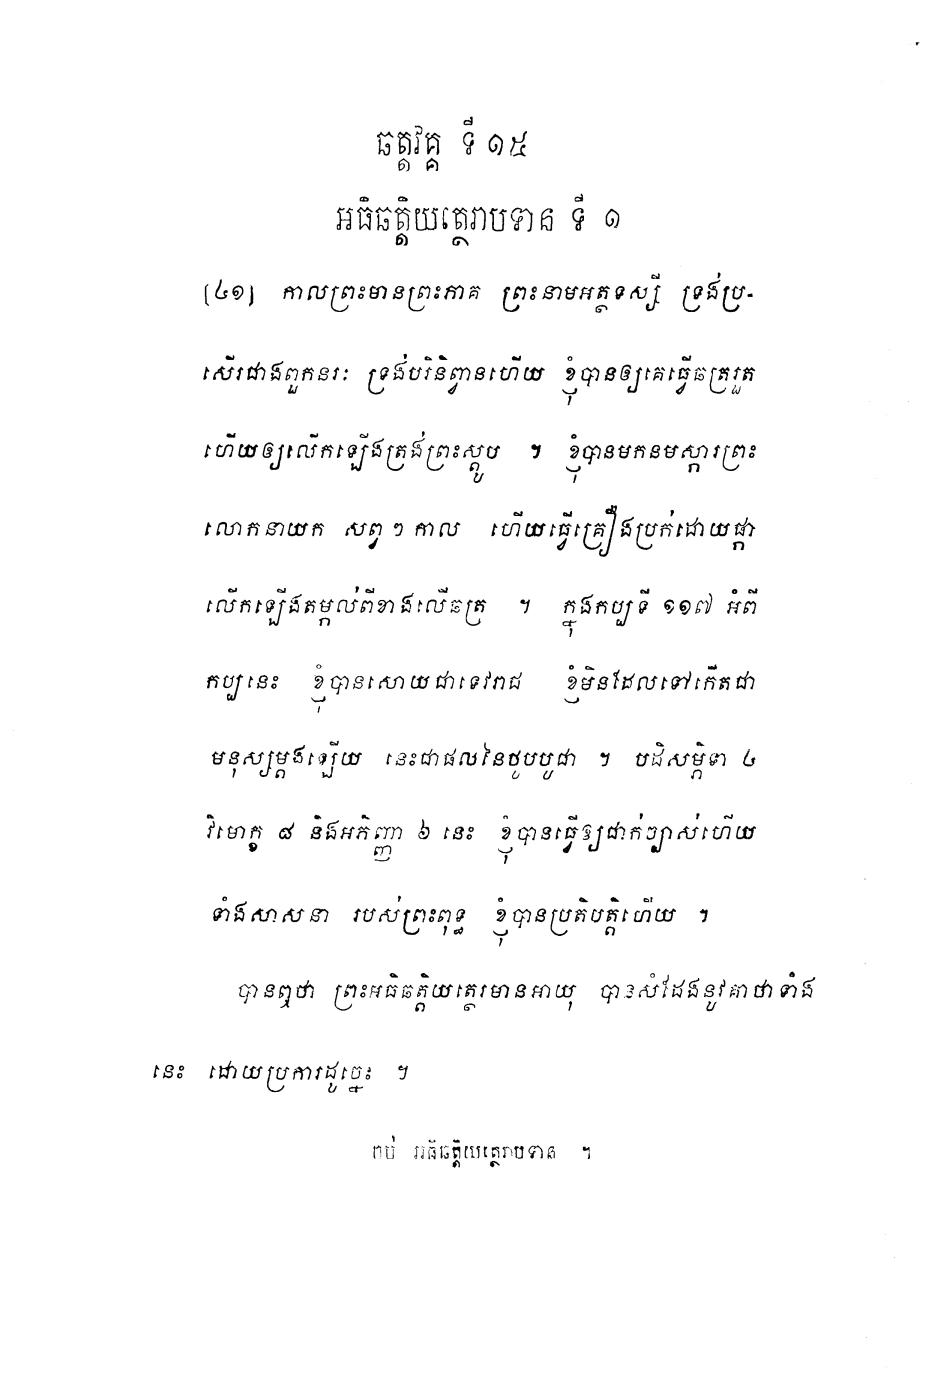 ឆត្តវគ្គ ទី ១៥
អធិឆត្តិយត្ថេរាបទាន ទី ១
[៤១] កាលព្រះមានព្រះភាគ ព្រះនាមអត្ថទស្សី ទ្រង់ប្រ-
សើរជាងពួកនរៈ ទ្រង់បរិនិព្វានហើយ ខ្ញុំបានឲ្យគេធ្វើឆត្ររួត
ហើយឲ្យលើកឡើងត្រង់ព្រះស្តូប ។ ខ្ញុំបានមកនមស្ការព្រះ
លោកនាយក សព្វ ៗ កាល ហើយធ្វើគ្រឿងប្រក់ដោយផ្កា
លើកឡើងតម្កល់ពីខាងលើឆត្រ ។ ក្នុងកប្បទី ១១៧ អំពី
កប្បនេះ ខ្ញុំបានសោយជាទេវរាជ ខ្ញុំមិនដែលទៅកើតជា
មនុស្សម្តងឡើយ នេះជាផលនៃថូបបូជា ។ បដិសម្ភិទា ៤
វិមោក្ខ ៨ និងអភិញ្ញា ៦ នេះ ខ្ញុំបានធ្វើឱ្យជាក់ច្បាស់ហើយ
ទាំងសាសនា របស់ព្រះពុទ្ធ ខ្ញុំបានប្រតិបត្តិហើយ ។
បានឮថា ព្រះអធិឆត្តិយត្ថេរមានអាយុ បានសំដែងនូវគាថាទាំង
នេះ ដោយប្រការដូច្នេះ ។
ចប់ អធិឆត្តិយត្ថេរាបទាន ។